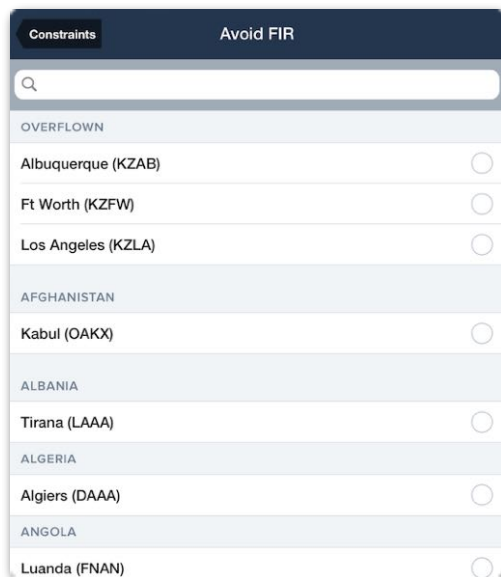 Constraints
Avoid FIR
OVERFLOWN
Albuquerque (KZAB)
Ft Worth (KZFW)
Los Angeles (KZLA)
AFGHANISTAN
Kabul (OAKX)
ALBANIA
Tirana (LAAA)
ALGERIA
Algiers (DAAA)
ANGOLA
Luanda (FNAN)